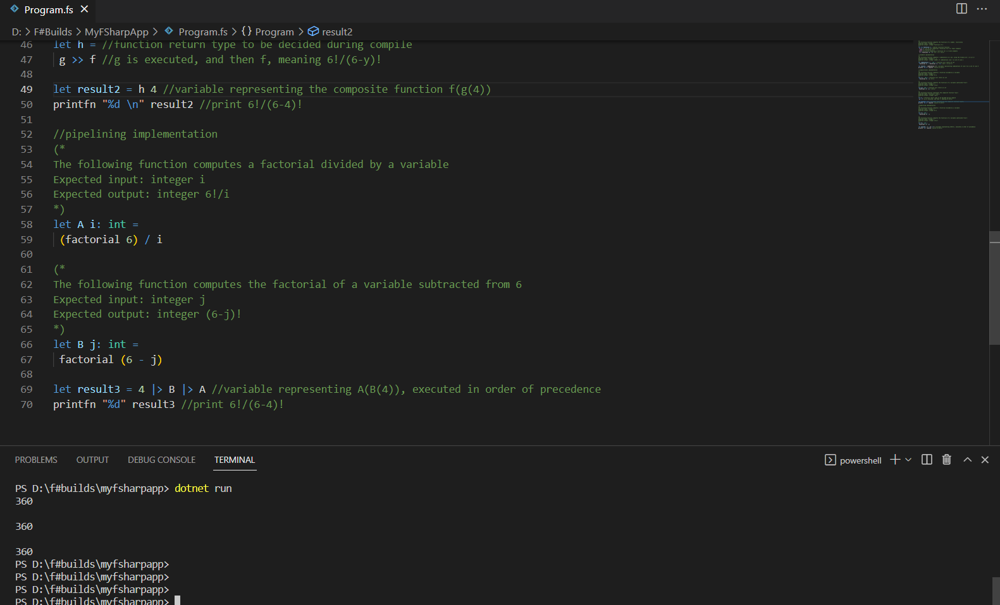 Program.fs
D: > F#Builds > MyFSharpApp > Program.fs > {} Program > result2
46 let h = //function return type to be decided during compile
47 g >> f //g is executed, and then f, meaning 6!/(6-y)!
48
49 let result2 = h 4 //variable representing the composite function f(g(4))
50 printfn "%d \n" result2 //print 6!/(6-4)!
51
52 //pipelining implementation
53 (*
54 The following function computes a factorial divided by a variable
55 Expected input: integer i
56 Expected output: integer 6!/i
57 *)
58 let A i: int =
59 (factorial 6) / i
60
61 (*
62 The following function computes the factorial of a variable subtracted from 6
63 Expected input: integer j
64 Expected output: integer (6-j)!
65 *)
66 let B j: int =
67 factorial (6 - j)
68
69 let result3 = 4 |> B |> A //variable representing A(B(4)), executed in order of precedence
70 printfn "%d" result3 //print 6!/(6-4)!
PROBLEMS OUTPUT DEBUG CONSOLE TERMINAL powershell
PS D:\f#builds\myfsharpapp> dotnet run
360
360
360
PS D:\f#builds\myfsharpapp>
PS D:\f#builds\myfsharpapp>
PS D:\f#builds\myfsharpapp>
PS D:\f#builds\myfsharpapp>